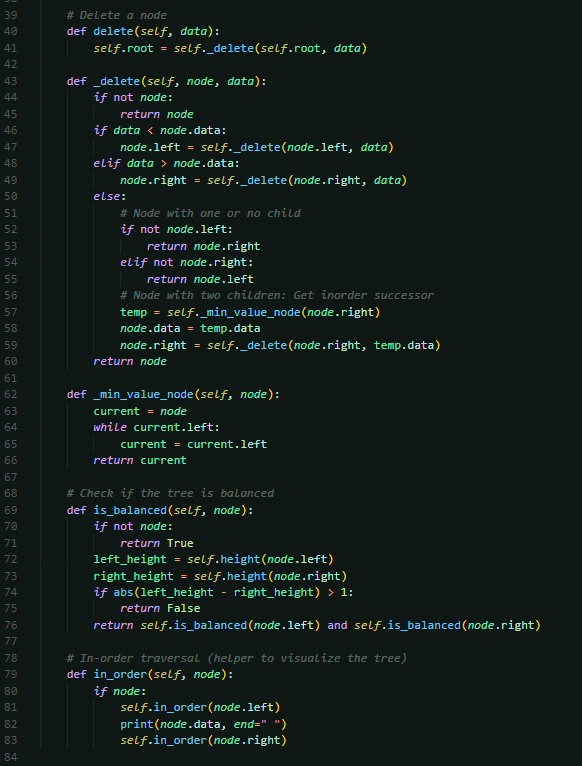 39 # Delete a node
40 def delete(self, data):
41 self.root = self._delete(self.root, data)
42
43 def _delete(self, node, data):
44 if not node:
45 return node
46 if data < node.data:
47 node.left = self._delete(node.left, data)
48 elif data > node.data:
49 node.right = self._delete(node.right, data)
50 else:
51 # Node with one or no child
52 if not node.left:
53 return node.right
54 elif not node.right:
55 return node.left
56 # Node with two children: Get inorder successor
57 temp = self._min_value_node(node.right)
58 node.data = temp.data
59 node.right = self._delete(node.right, temp.data)
60 return node
61
62 def _min_value_node(self, node):
63 current = node
64 while current.left:
65 current = current.left
66 return current
67
68 # Check if the tree is balanced
69 def is_balanced(self, node):
70 if not node:
71 return True
72 left_height = self.height(node.left)
73 right_height = self.height(node.right)
74 if abs(left_height - right_height) > 1:
75 return False
76 return self.is_balanced(node.left) and self.is_balanced(node.right)
77
78 # In-order traversal (helper to visualize the tree)
79 def in_order(self, node):
80 if node:
81 self.in_order(node.left)
82 print(node.data, end=" ")
83 self.in_order(node.right)
84